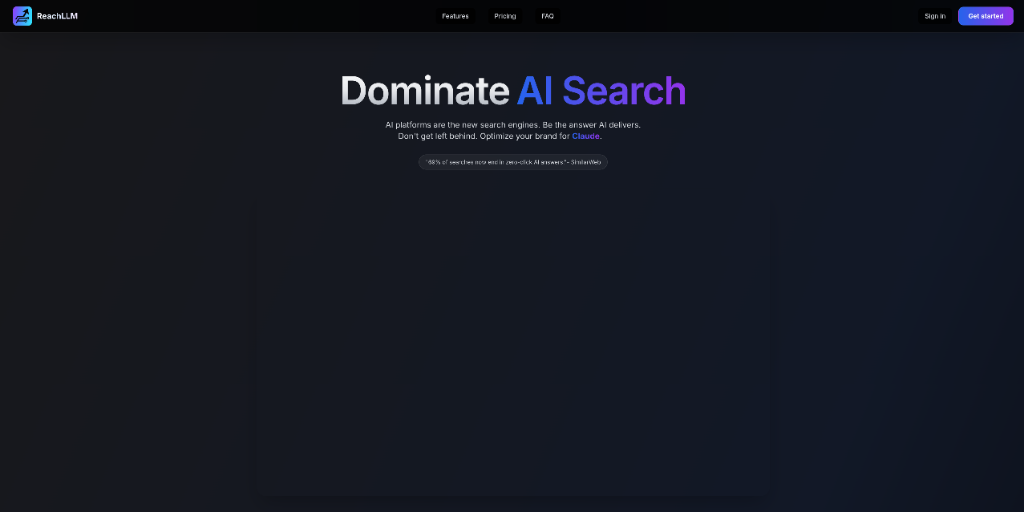 ReachLLM
Features
Pricing
FAQ
Sign in
Get started
Dominate AI Search
AI platforms are the new search engines. Be the answer AI delivers.
Don't get left behind. Optimize your brand for Claude.
"69% of searches now end in zero-click AI answers." - SimilarWeb